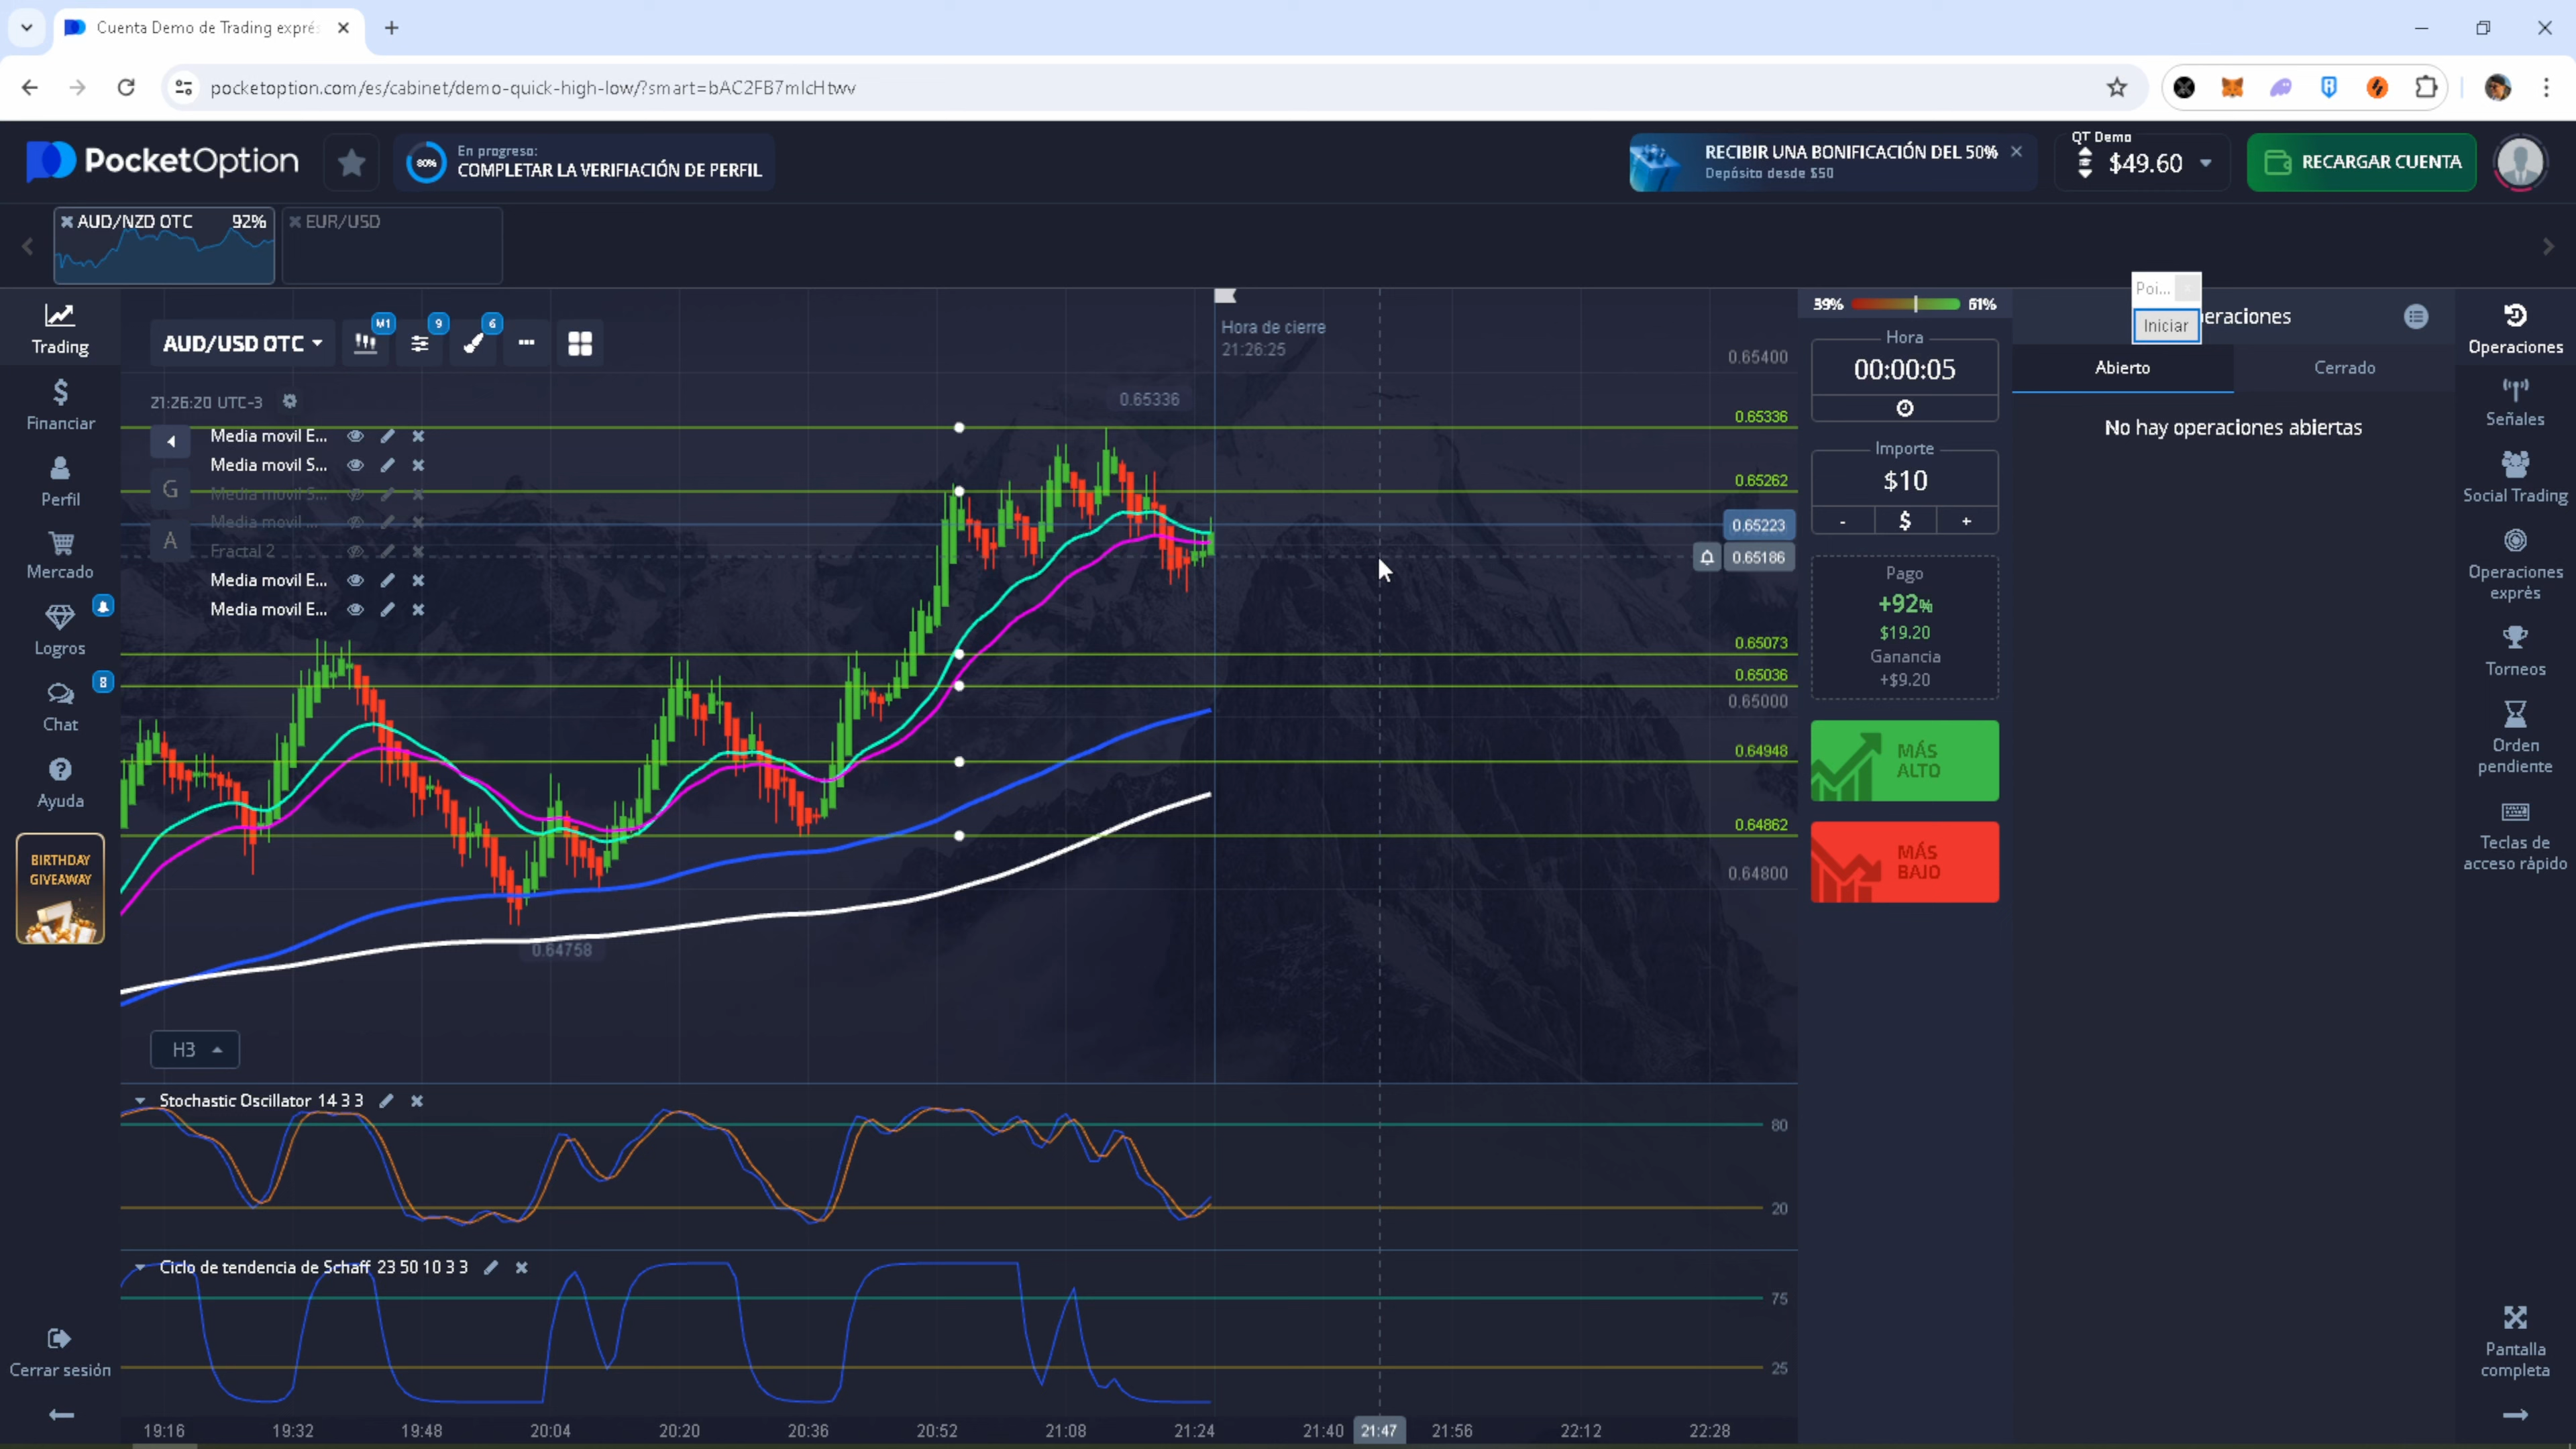 Cuenta Demo de Trading exprés
pocketoption.com/es/cabinet/demo-quick-high-low/?smart=bAC2FB7mlcHtwv
PocketOption
80%
En progreso:
COMPLETAR LA VERIFIACIÓN DE PERFIL
RECIBIR UNA BONIFICACIÓN DEL 50%
Depósito desde $50
QT Demo
$49.60
RECARGAR CUENTA
AUD/NZD OTC 92%
EUR/USD
Trading
Financiar
Perfil
Mercado
Logros
8
Chat
Ayuda
BIRTHDAY
GIVEAWAY
Cerrar sesión
AUD/USD OTC
M1
9
6
21:26:20 UTC-3
Media movil E...
Media movil S...
Media movil S...
Media movil ...
Fractal 2
Media movil E...
Media movil E...
G
A
Hora de cierre
21:26:25
0.65336
0.64758
0.65400
0.65336
0.65262
0.65223
0.65186
0.65073
0.65036
0.65000
0.64948
0.64862
0.64800
H3
Stochastic Oscillator 14 3 3
80
20
Ciclo de tendencia de Schaff 23 50 10 3 3
75
25
19:16 19:32 19:48 20:04 20:20 20:36 20:52 21:08 21:24 21:40 21:47 21:56 22:12 22:28
39% 61%
Hora
00:00:05
Importe
$10
- $ +
Pago
+92%
$19.20
Ganancia
+$9.20
MÁS
ALTO
MÁS
BAJO
Poi...
Iniciar
eraciones
Abierto
Cerrado
No hay operaciones abiertas
Operaciones
Señales
Social Trading
Operaciones
exprés
Torneos
Orden
pendiente
Teclas de
acceso rápido
Pantalla
completa